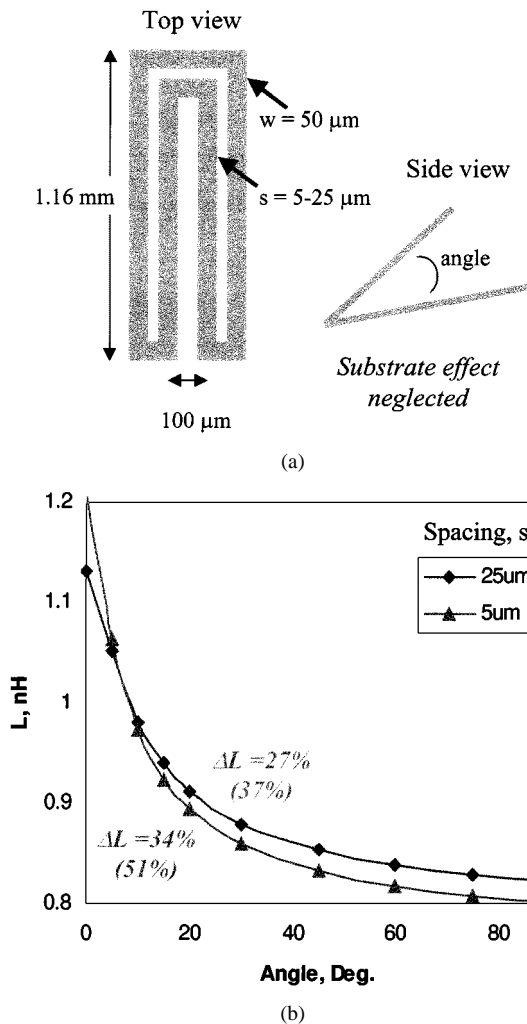 Top view
w = 50 µm
1.16 mm
s = 5-25 µm
Side view
angle
Substrate effect
neglected
100 µm
(a)
1.2
1.1
1
0.9
0.8
L, nH
Spacing, s
25um
5um
ΔL =27%
(37%)
ΔL =34%
(51%)
0 20 40 60 80
Angle, Deg.
(b)